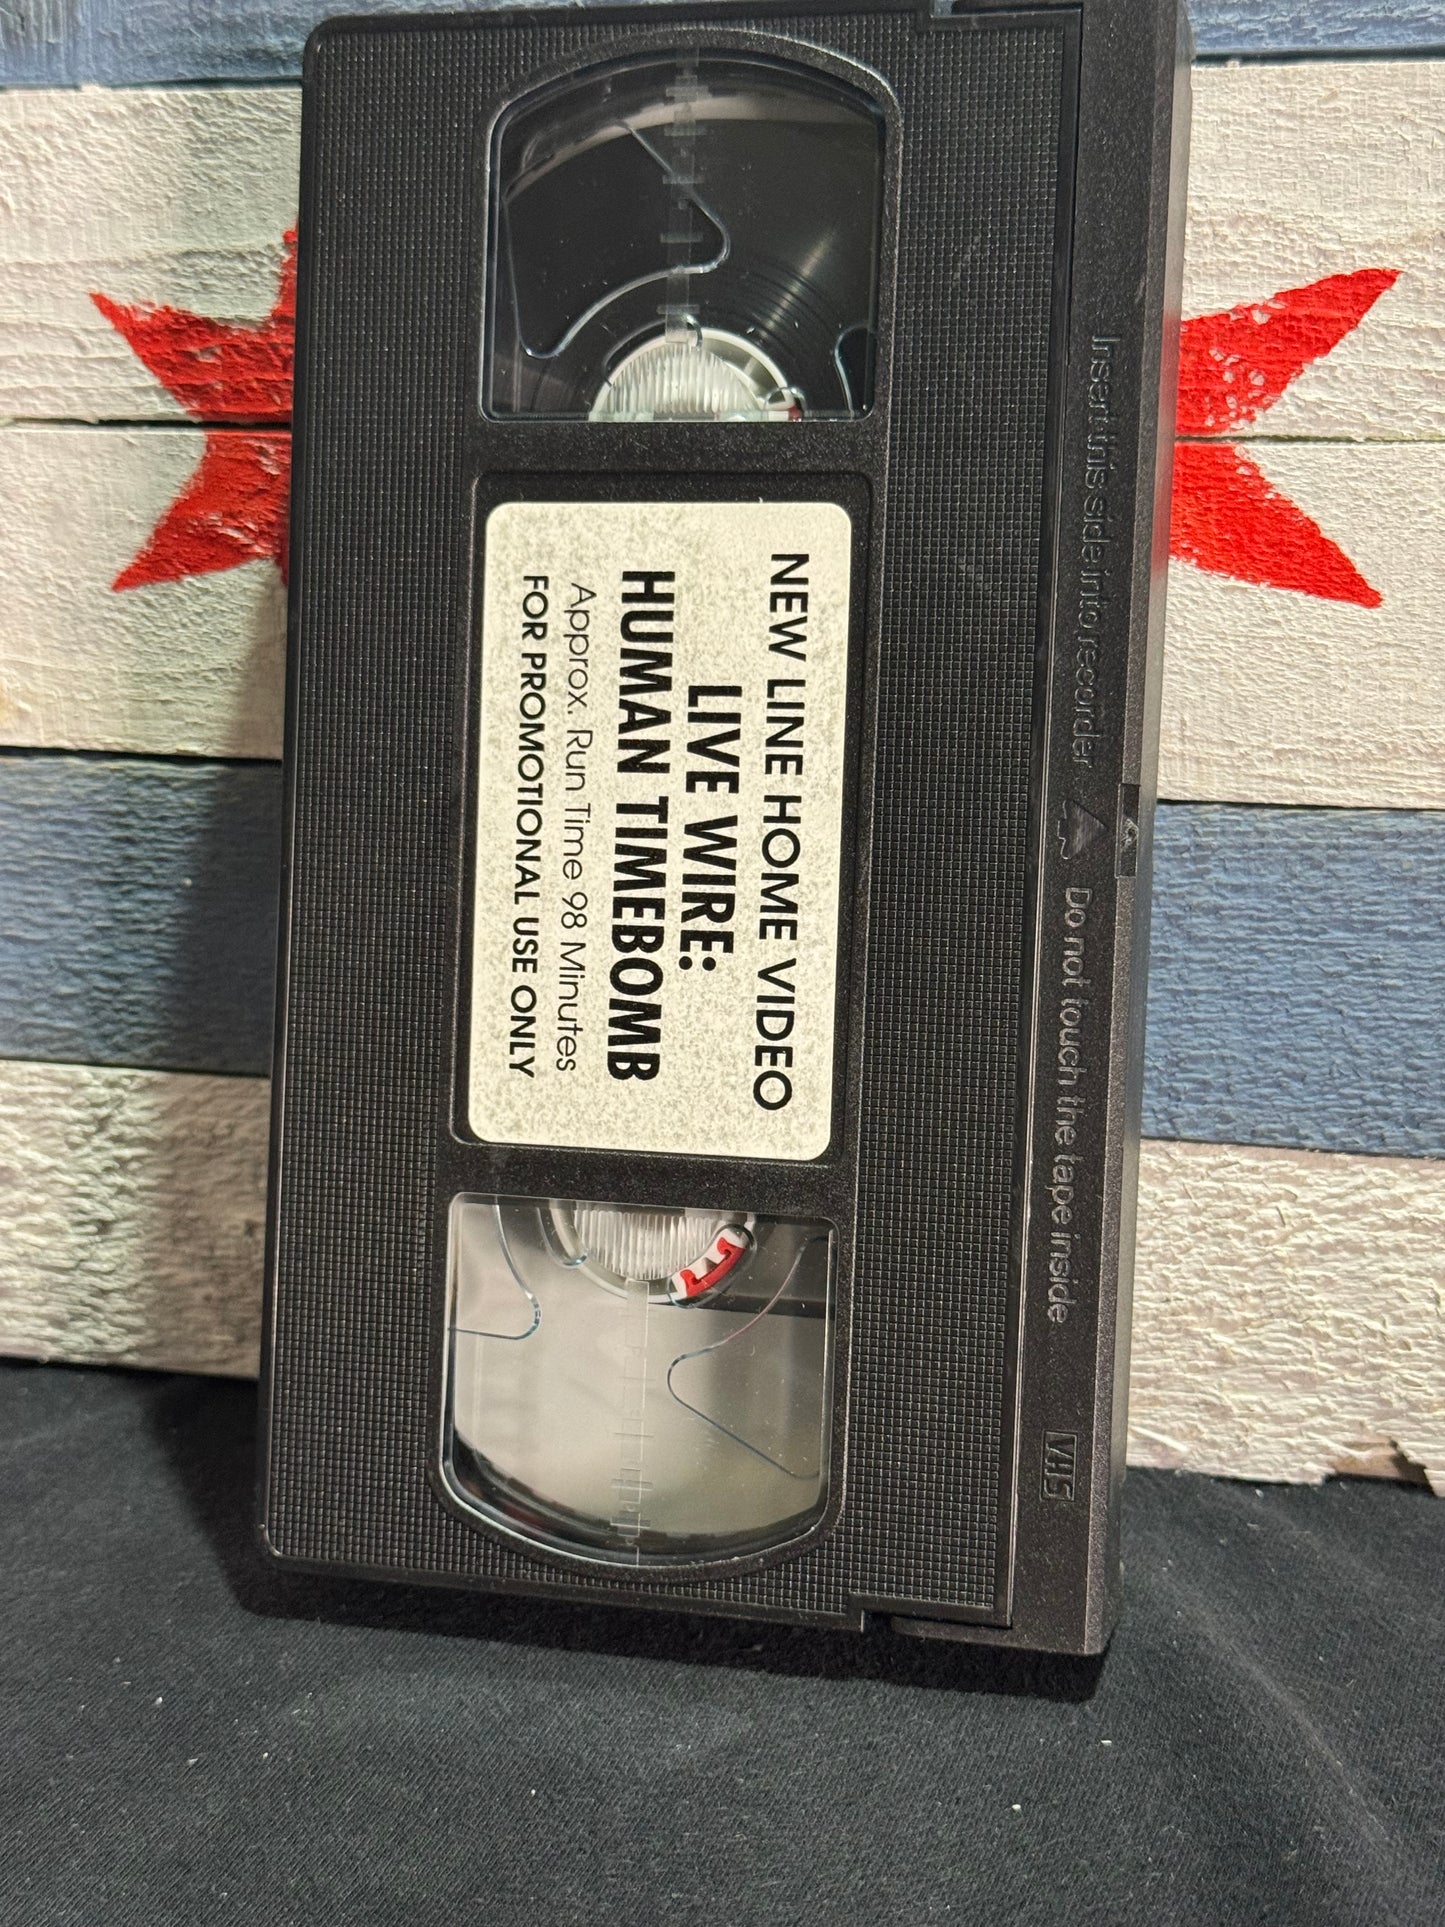 NEW LINE HOME VIDEO
LIVE WIRE:
HUMAN TIMEBOMB
Approx. Run Time 98 Minutes
FOR PROMOTIONAL USE ONLY
Insert this side into recorder
Do not touch the tape inside
VHS